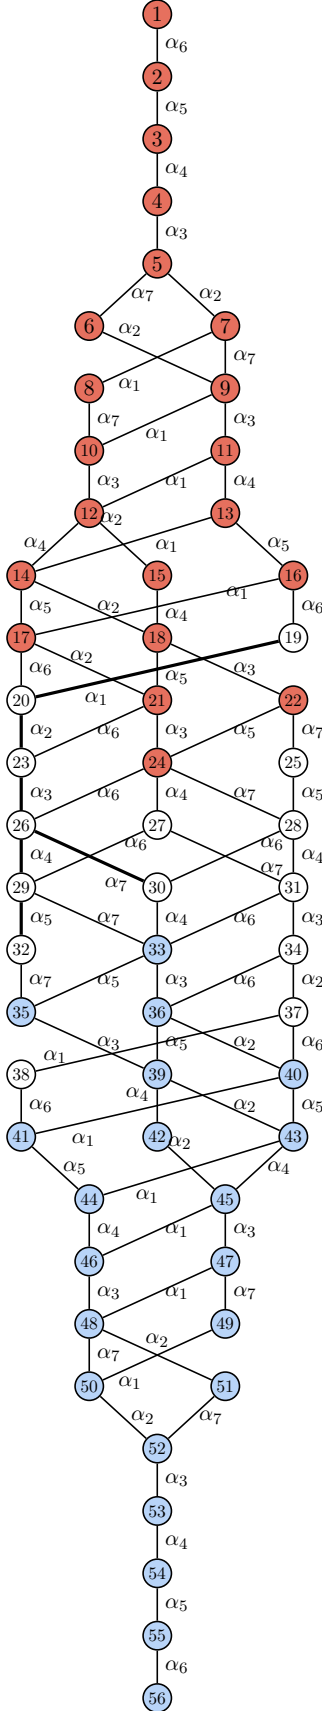 1
α₆
2
α₅
3
α₄
4
α₃
5
α₇ α₂
6 α₂ 7
α₇
8 α₁ 9
α₇ α₁ α₃
10 11
α₃ α₁ α₄
12 α₂ 13
α₄ α₁ α₅
14 15 16
α₅ α₂ α₄ α₁ α₆
17 18 19
α₆ α₂ α₅ α₃
20 α₁ 21 22
α₂ α₆ α₃ α₅ α₇
23 24 25
α₃ α₆ α₄ α₇ α₅
26 27 28
α₄ α₆ α₆ α₄
29 α₇ 30 α₇ 31
α₅ α₇ α₄ α₆ α₃
32 33 34
α₇ α₅ α₃ α₆ α₂
35 36 37
α₁ α₃ α₅ α₂ α₆
38 39 40
α₆ α₄ α₂ α₅
41 α₁ 42 α₂ 43
α₅ α₁ α₄
44 45
α₄ α₁ α₃
46 47
α₃ α₁ α₇
48 49
α₇ α₂
50 α₁ 51
α₂ α₇
52
α₃
53
α₄
54
α₅
55
α₆
56